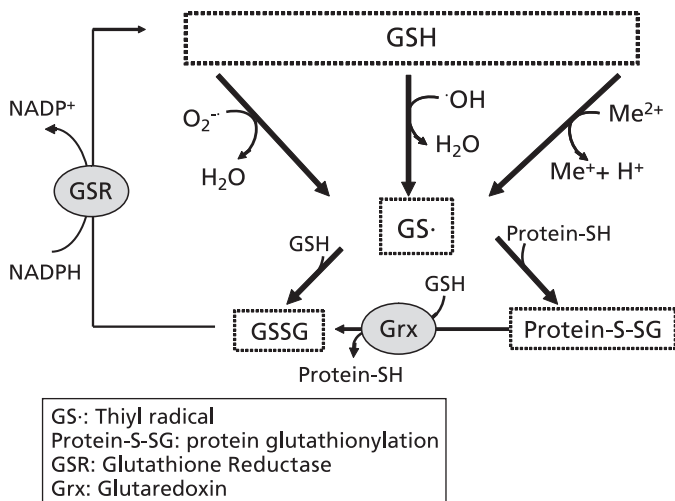 GSH
NADP⁺
O₂⁻·
·OH
Me²⁺
H₂O
H₂O
Me⁺+ H⁺
GSR
GS·
GSH
Protein-SH
NADPH
GSH
GSSG
Grx
Protein-S-SG
Protein-SH
GS·: Thiyl radical
Protein-S-SG: protein glutathionylation
GSR: Glutathione Reductase
Grx: Glutaredoxin